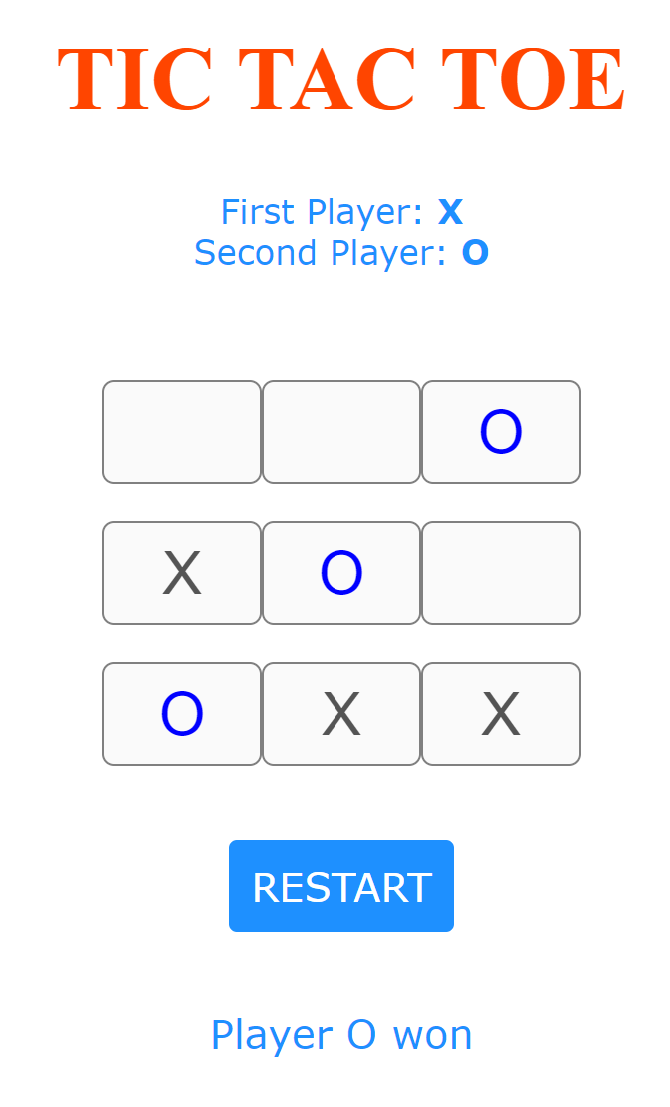 TIC TAC TOE
First Player: X
Second Player: O
O
X O
O X X
RESTART
Player O won